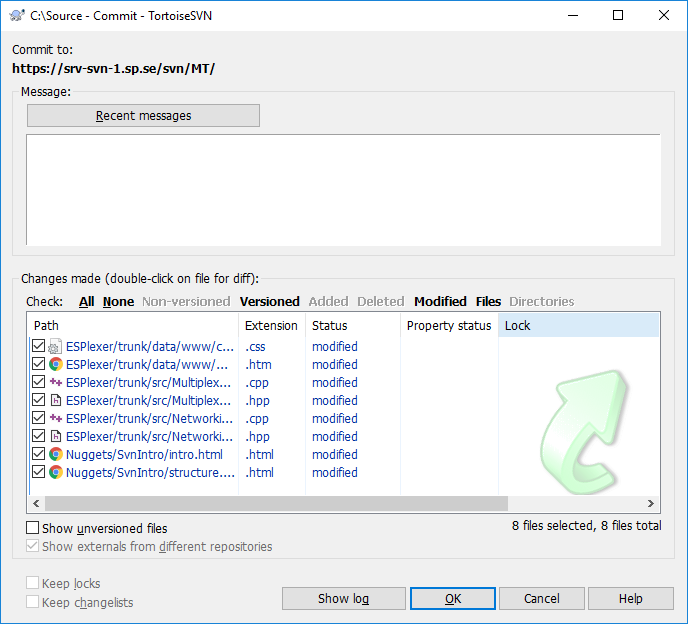 C:\Source - Commit - TortoiseSVN
Commit to:
https://srv-svn-1.sp.se/svn/MT/
Message:
Recent messages
Changes made (double-click on file for diff):
Check: All None Non-versioned Versioned Added Deleted Modified Files Directories
Path Extension Status Property status Lock
ESPlexer/trunk/data/www/c... .css modified
ESPlexer/trunk/data/www/... .htm modified
ESPlexer/trunk/src/Multiplex... .cpp modified
ESPlexer/trunk/src/Multiplex... .hpp modified
ESPlexer/trunk/src/Networki... .cpp modified
ESPlexer/trunk/src/Networki... .hpp modified
Nuggets/SvnIntro/intro.html .html modified
Nuggets/SvnIntro/structure.... .html modified
Show unversioned files
8 files selected, 8 files total
Show externals from different repositories
Keep locks
Keep changelists
Show log OK Cancel Help